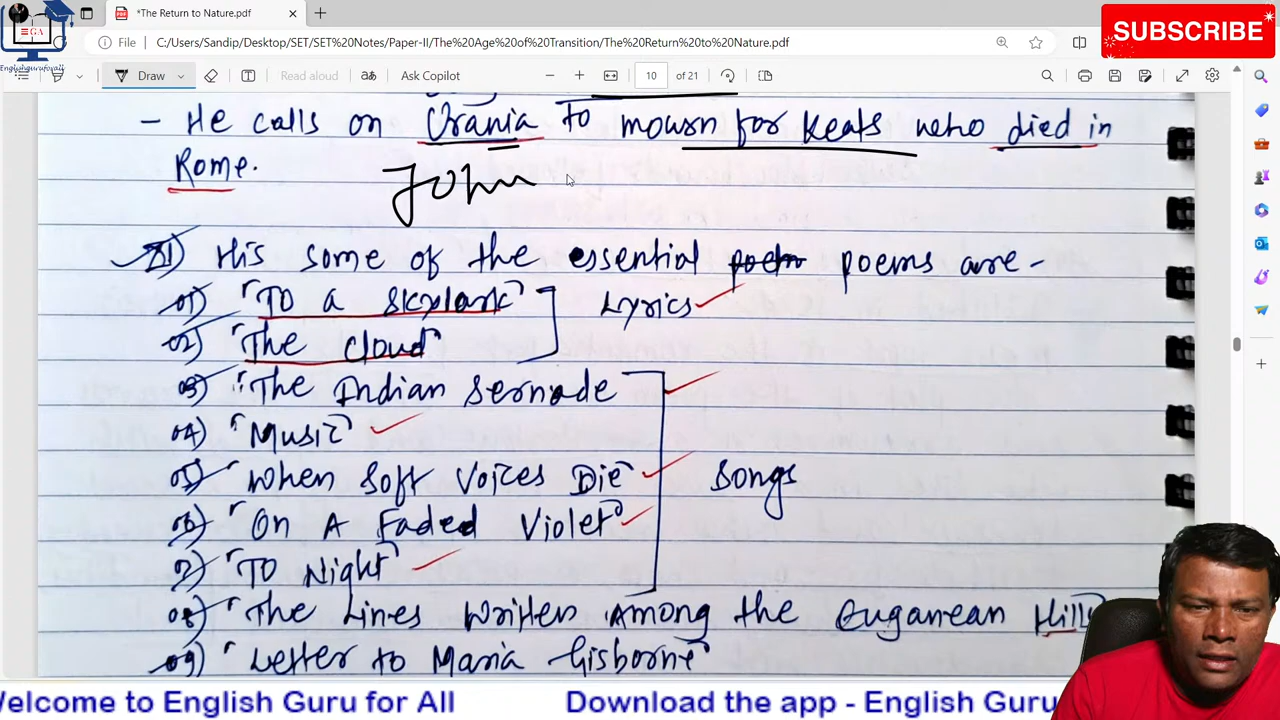 *The Return to Nature.pdf
SUBSCRIBE
EGA
Englishguruforall
File C:/Users/Sandip/Desktop/SET/SET%20Notes/Paper-II/The%20Age%20of%20Transition/The%20Return%20to%20Nature.pdf
Draw Read aloud Ask Copilot 10 of 21
- He calls on Urania to mourn for Keats who died in
Rome.
John
His some of the essential poems are -
01) "To a Skylark" Lyrics
02) "The Cloud"
03) "The Indian Sernade
04) "Music"
05) "When Soft Voices Die" Songs
06) "On A Faded Violet"
7) "To Night"
08) "The Lines Written Among the Euganean Hills
09) "Letter to Maria Gisborne"
Welcome to English Guru for All Download the app - English Guru